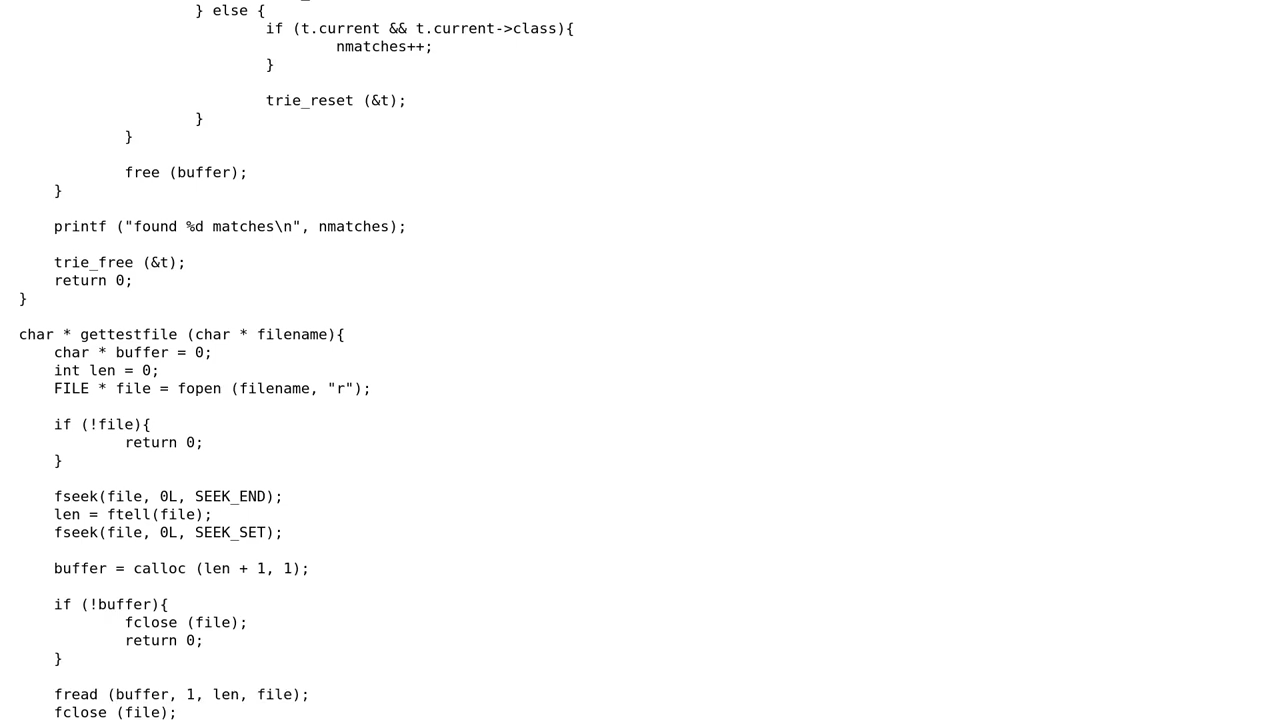 } else {
if (t.current && t.current->class){
nmatches++;
}
trie_reset (&t);
}
}
free (buffer);
}
printf ("found %d matches\n", nmatches);
trie_free (&t);
return 0;
}
char * gettestfile (char * filename){
char * buffer = 0;
int len = 0;
FILE * file = fopen (filename, "r");
if (!file){
return 0;
}
fseek(file, 0L, SEEK_END);
len = ftell(file);
fseek(file, 0L, SEEK_SET);
buffer = calloc (len + 1, 1);
if (!buffer){
fclose (file);
return 0;
}
fread (buffer, 1, len, file);
fclose (file);